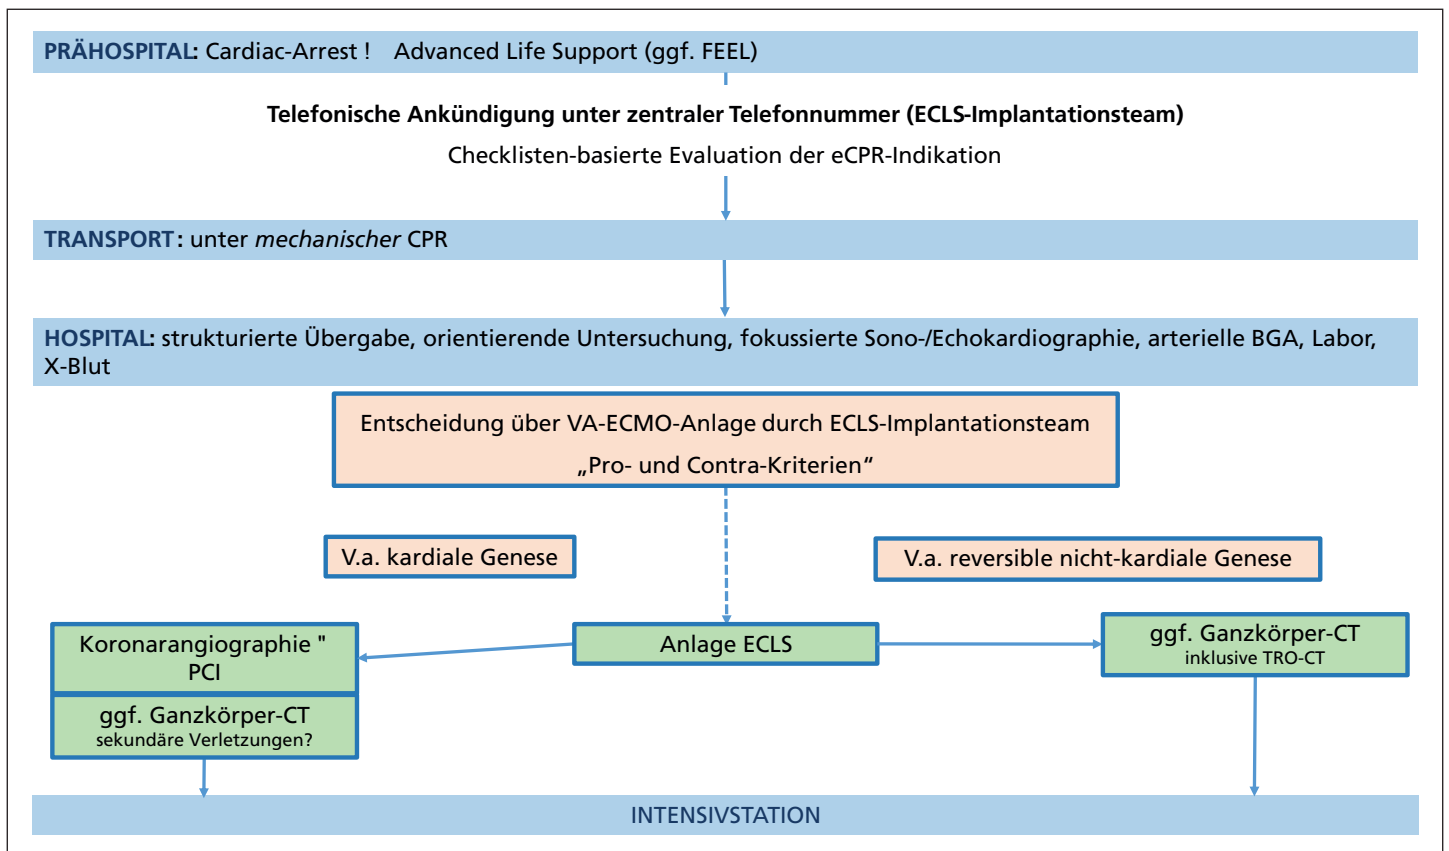 PRÄHOSPITAL: Cardiac-Arrest ! Advanced Life Support (ggf. FEEL)
Telefonische Ankündigung unter zentraler Telefonnummer (ECLS-Implantationsteam)
Checklisten-basierte Evaluation der eCPR-Indikation
TRANSPORT: unter mechanischer CPR
HOSPITAL: strukturierte Übergabe, orientierende Untersuchung, fokussierte Sono-/Echokardiographie, arterielle BGA, Labor,
X-Blut
Entscheidung über VA-ECMO-Anlage durch ECLS-Implantationsteam
„Pro- und Contra-Kriterien“
V.a. kardiale Genese
V.a. reversible nicht-kardiale Genese
Koronarangiographie "
PCI
ggf. Ganzkörper-CT
sekundäre Verletzungen?
Anlage ECLS
ggf. Ganzkörper-CT
inklusive TRO-CT
INTENSIVSTATION